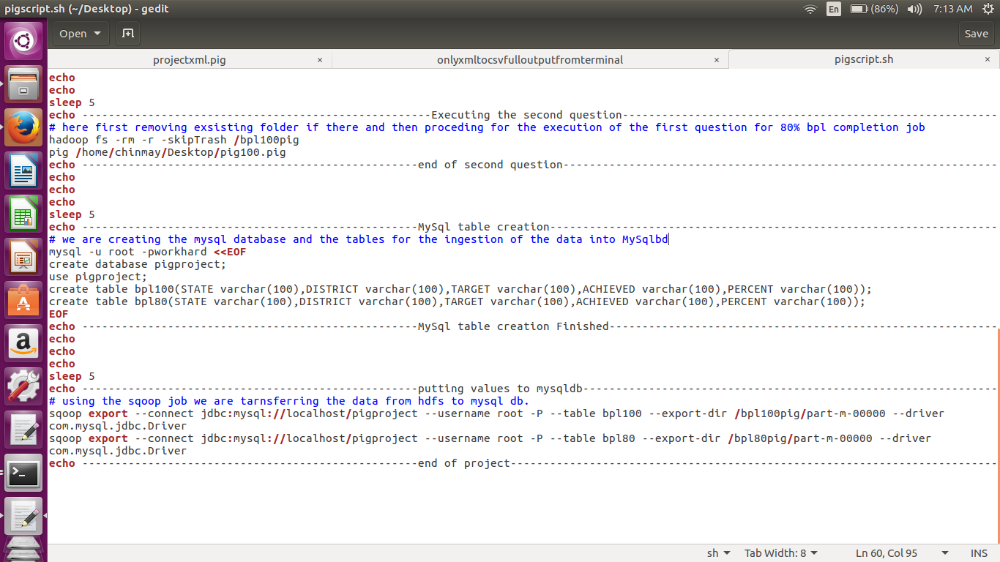 pigscript.sh (~/Desktop) - gedit
En (86%) 7:13 AM
Open Save
projectxml.pig × onlyxmltocsvfulloutputfromterminal × pigscript.sh ×
echo
echo
sleep 5
echo -----------------------------------------------------Executing the second question---------------------------------------------------------
# here first removing exsisting folder if there and then proceding for the execution of the first question for 80% bpl completion job
hadoop fs -rm -r -skipTrash /bpl100pig
pig /home/chinmay/Desktop/pig100.pig
echo ---------------------------------------------------end of second question------------------------------------------------------------------
echo
echo
echo
sleep 5
echo ---------------------------------------------------MySql table creation--------------------------------------------------------------------
# we are creating the mysql database and the tables for the ingestion of the data into MySqlbd
mysql -u root -pworkhard <<EOF
create database pigproject;
use pigproject;
create table bpl100(STATE varchar(100),DISTRICT varchar(100),TARGET varchar(100),ACHIEVED varchar(100),PERCENT varchar(100));
create table bpl80(STATE varchar(100),DISTRICT varchar(100),TARGET varchar(100),ACHIEVED varchar(100),PERCENT varchar(100));
EOF
echo ---------------------------------------------------MySql table creation Finished-----------------------------------------------------------
echo
echo
echo
sleep 5
echo ---------------------------------------------------putting values to mysqldb---------------------------------------------------------------
# using the sqoop job we are tarnsferring the data from hdfs to mysql db.
sqoop export --connect jdbc:mysql://localhost/pigproject --username root -P --table bpl100 --export-dir /bpl100pig/part-m-00000 --driver
com.mysql.jdbc.Driver
sqoop export --connect jdbc:mysql://localhost/pigproject --username root -P --table bpl80 --export-dir /bpl80pig/part-m-00000 --driver
com.mysql.jdbc.Driver
echo ---------------------------------------------------end of project--------------------------------------------------------------------------
sh Tab Width: 8 Ln 60, Col 95 INS